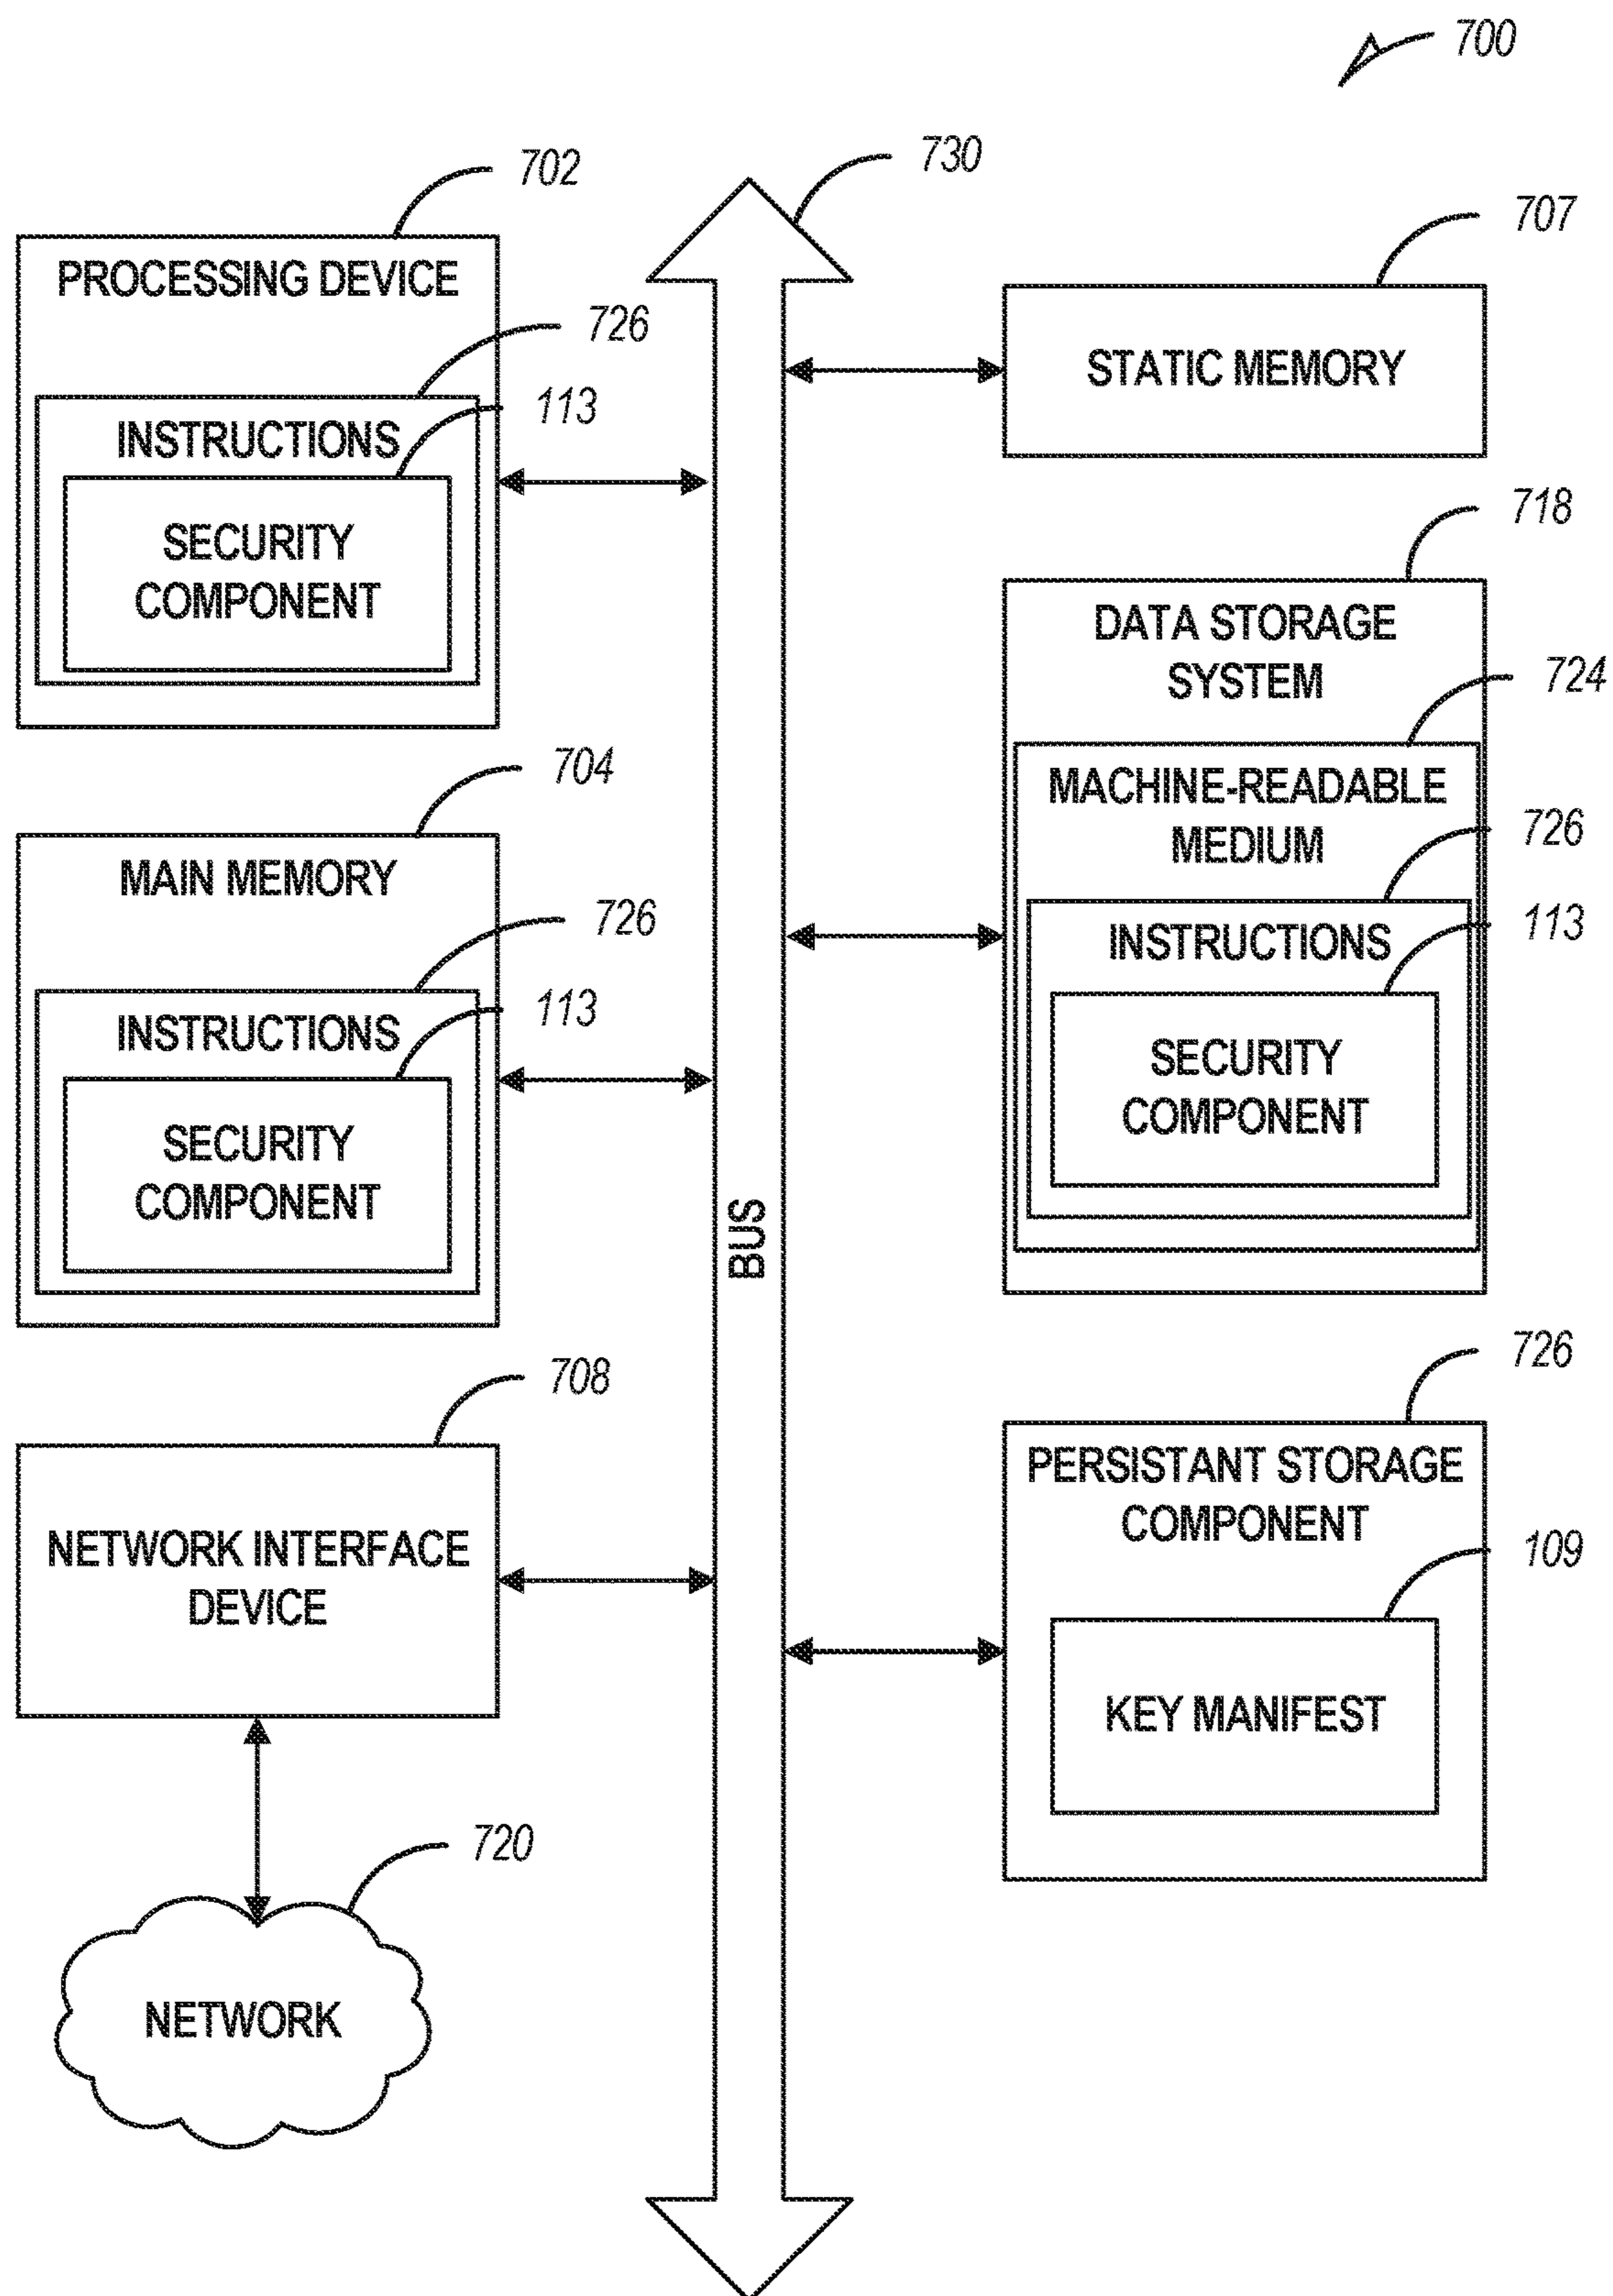 700
702
PROCESSING DEVICE
726
INSTRUCTIONS
113
SECURITY
COMPONENT
704
MAIN MEMORY
726
INSTRUCTIONS
113
SECURITY
COMPONENT
708
NETWORK INTERFACE
DEVICE
720
NETWORK
730
BUS
707
STATIC MEMORY
718
DATA STORAGE
SYSTEM
724
MACHINE-READABLE
MEDIUM
726
INSTRUCTIONS
113
SECURITY
COMPONENT
726
PERSISTANT STORAGE
COMPONENT
109
KEY MANIFEST